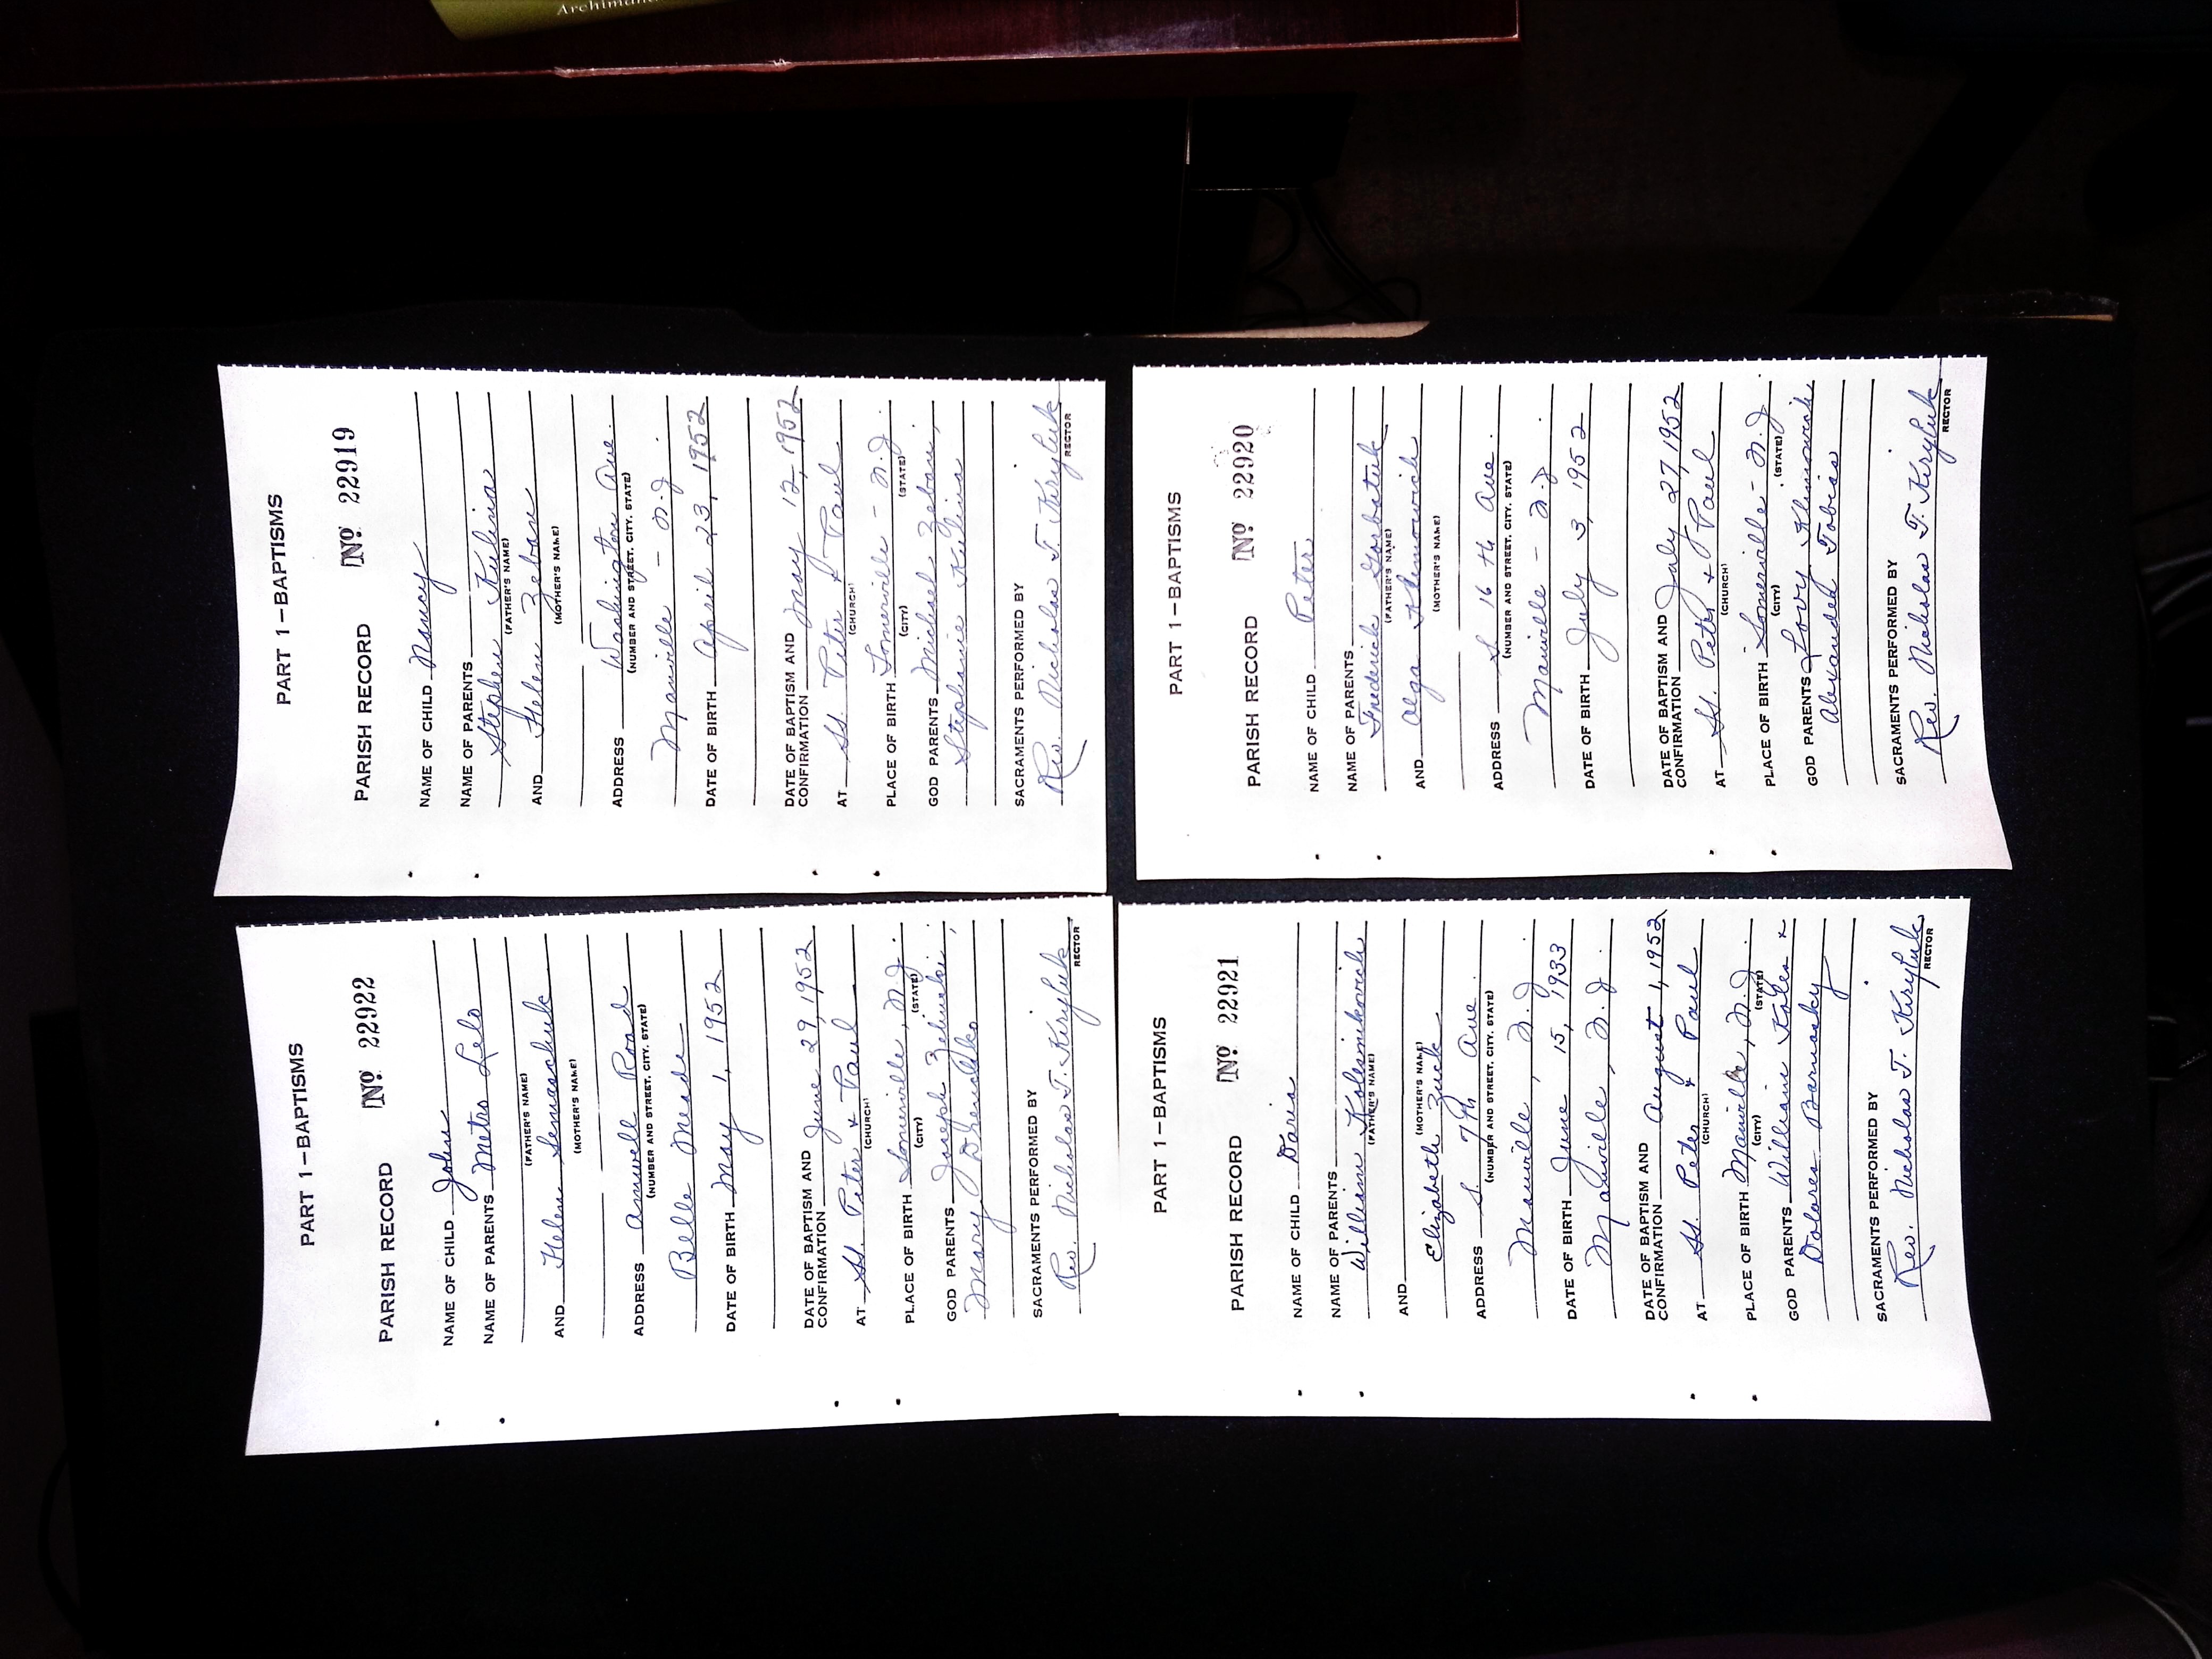 PART 1-BAPTISMS
PARISH RECORD Nº 22922
NAME OF CHILD John
NAME OF PARENTS Metro Lelo
(FATHER'S NAME)
AND Helen Semaschuk
(MOTHER'S NAME)
ADDRESS Amwell Road
(NUMBER AND STREET, CITY, STATE)
Belle Meade
DATE OF BIRTH May 1, 1952
DATE OF BAPTISM AND
CONFIRMATION June 29, 1952
AT SS. Peter & Paul
(CHURCH)
PLACE OF BIRTH Somerville, N.J.
(CITY) (STATE)
GOD PARENTS Joseph Zelinski,
Mary
SACRAMENTS PERFORMED BY
Rev. Nicholas T. Kiryluk
RECTOR
PART 1-BAPTISMS
PARISH RECORD Nº 22919
NAME OF CHILD Nancy
NAME OF PARENTS
Stephen Kulina
(FATHER'S NAME)
AND Helen Zeban
(MOTHER'S NAME)
ADDRESS Washington Ave.
(NUMBER AND STREET, CITY, STATE)
Manville - N.J.
DATE OF BIRTH April 23, 1952
DATE OF BAPTISM AND
CONFIRMATION May 12, 1952
AT SS. Peter & Paul
(CHURCH)
PLACE OF BIRTH Somerville - N.J.
(CITY) (STATE)
GOD PARENTS Michael Zeban,
Stephanie Kulina
SACRAMENTS PERFORMED BY
Rev. Nicholas T. Kiryluk
RECTOR
PART 1-BAPTISMS
PARISH RECORD Nº 22921
NAME OF CHILD Daria
NAME OF PARENTS
William Kolesnikovich
(FATHER'S NAME)
AND
(MOTHER'S NAME)
Elizabeth Zuck
ADDRESS S. 7th Ave.
(NUMBER AND STREET, CITY, STATE)
Manville, N.J.
DATE OF BIRTH June 15, 1933
Manville, N.J.
DATE OF BAPTISM AND
CONFIRMATION August 1, 1952
AT SS. Peter & Paul
(CHURCH)
PLACE OF BIRTH Manville, N.J.
(CITY) (STATE)
GOD PARENTS William Koles &
Dolores Barnosky
SACRAMENTS PERFORMED BY
Rev. Nicholas T. Kiryluk
RECTOR
PART 1-BAPTISMS
PARISH RECORD Nº 22920
NAME OF CHILD Peter
NAME OF PARENTS
Frederick Gorbatuk
(FATHER'S NAME)
AND Olga Klimowich
(MOTHER'S NAME)
ADDRESS S 16 th Ave.
(NUMBER AND STREET, CITY, STATE)
Manville - N.J.
DATE OF BIRTH July 3, 1952
DATE OF BAPTISM AND
CONFIRMATION July 27, 1952
AT SS. Peter & Paul
(CHURCH)
PLACE OF BIRTH Somerville - N.J.
(CITY) (STATE)
GOD PARENTS Lovy Klimowich
Alexander Tobias
SACRAMENTS PERFORMED BY
Rev. Nicholas T. Kiryluk
RECTOR